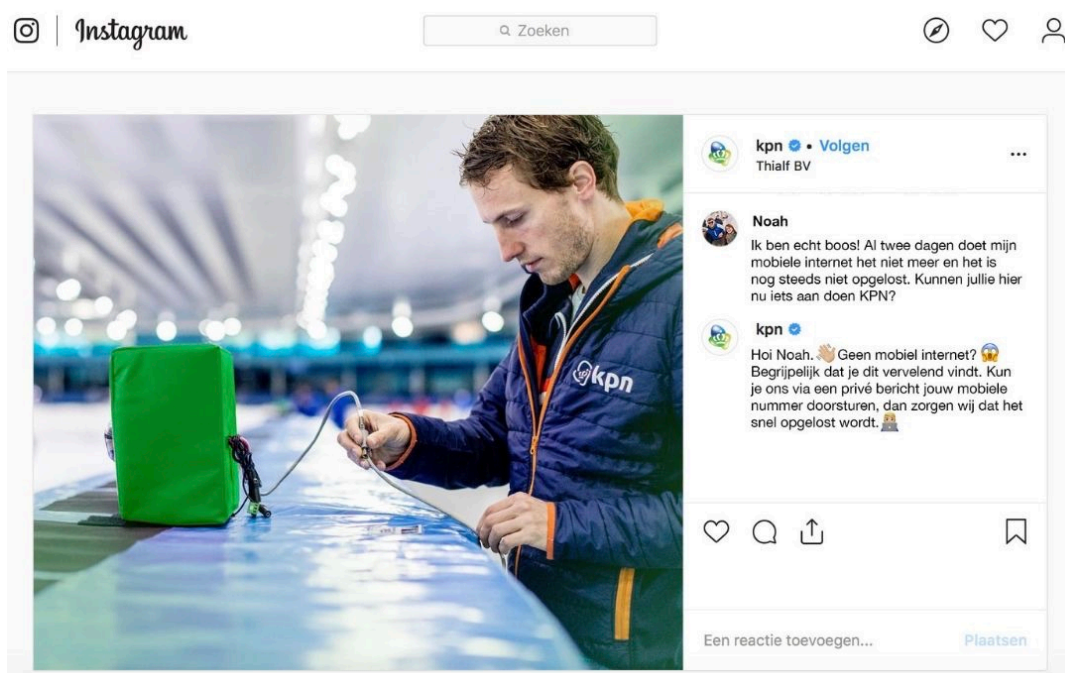 Instagram
Zoeken
kpn • Volgen
Thialf BV
...
Noah
Ik ben echt boos! Al twee dagen doet mijn
mobiele internet het niet meer en het is
nog steeds niet opgelost. Kunnen jullie hier
nu iets aan doen KPN?
kpn
Hoi Noah.👋🏼Geen mobiel internet? 😱
Begrijpelijk dat je dit vervelend vindt. Kun
je ons via een privé bericht jouw mobiele
nummer doorsturen, dan zorgen wij dat het
snel opgelost wordt.👩🏼‍💻
kpn
Een reactie toevoegen... Plaatsen